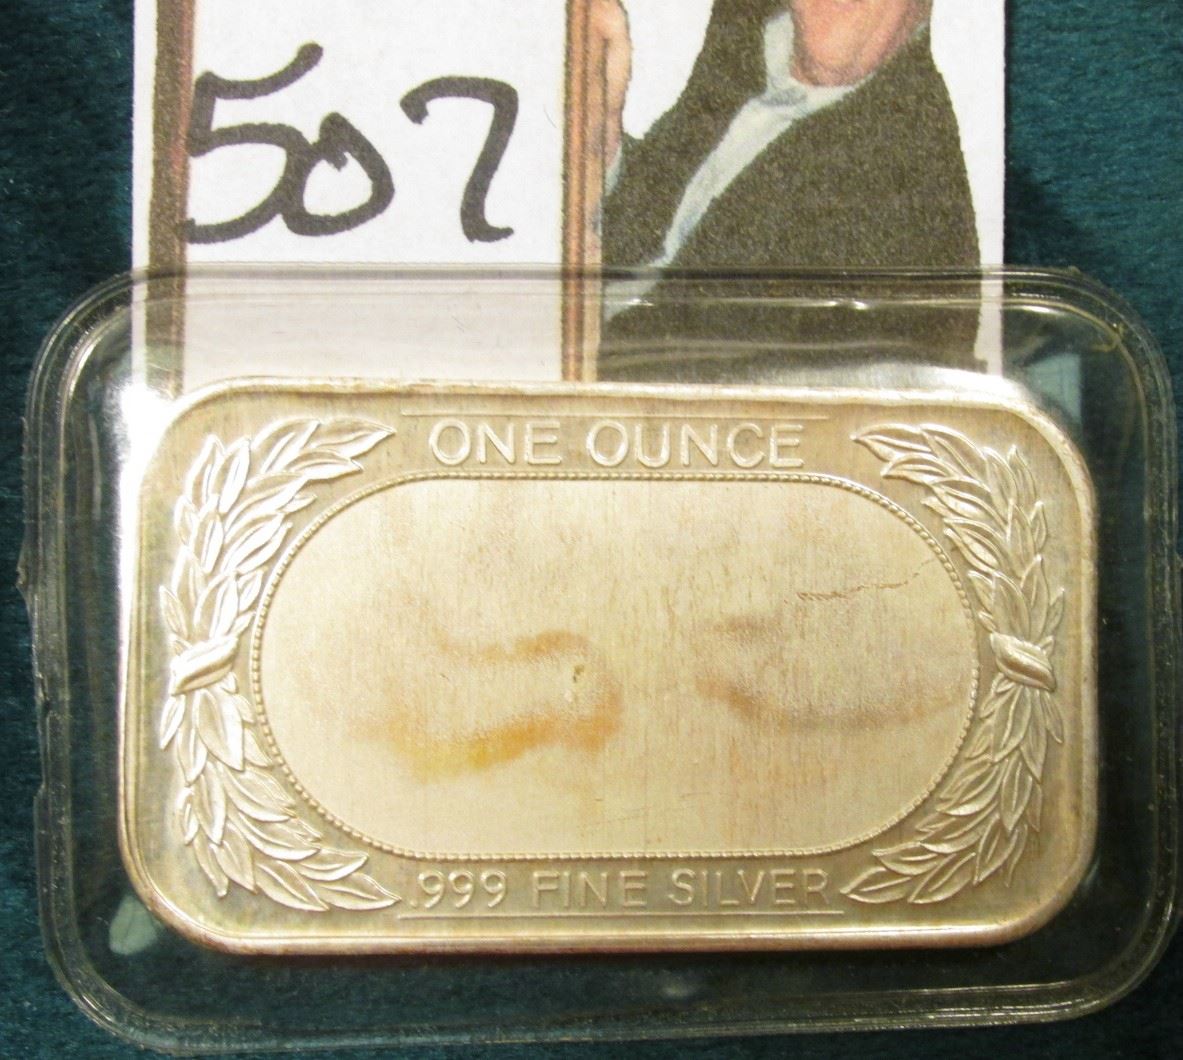 507
ONE OUNCE
.999 FINE SILVER